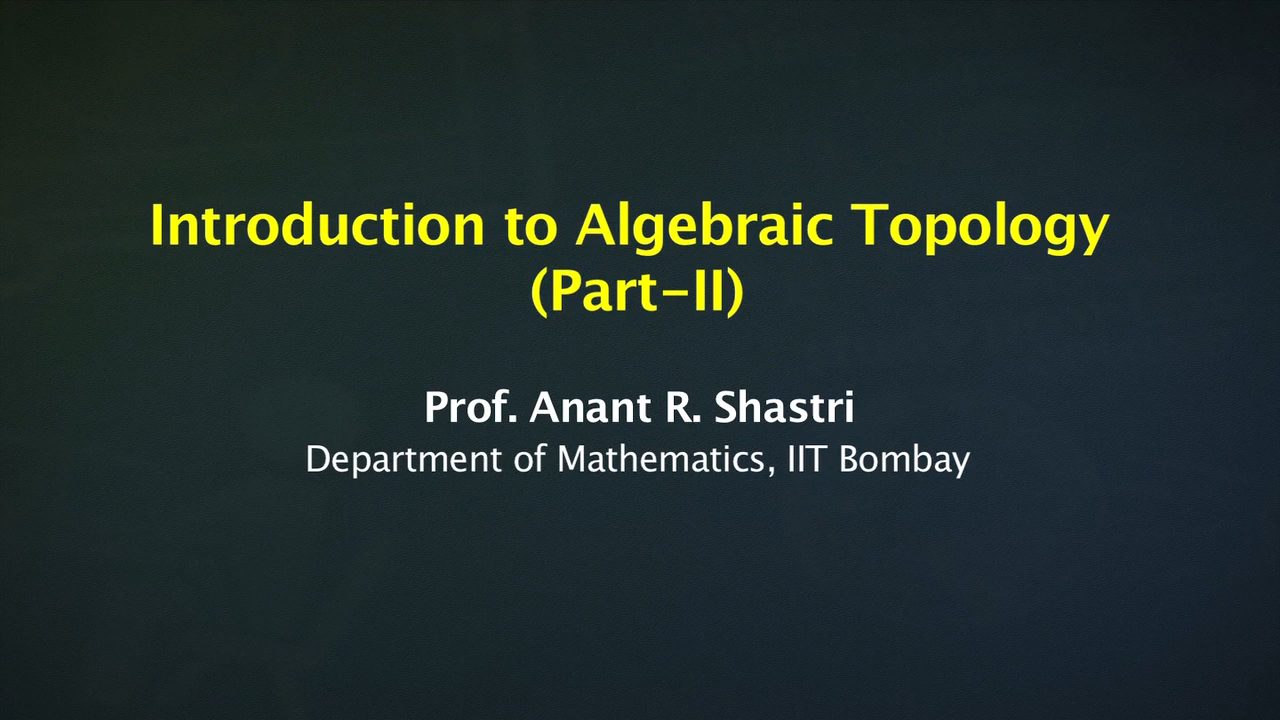 Introduction to Algebraic Topology
(Part-II)
Prof. Anant R. Shastri
Department of Mathematics, IIT Bombay